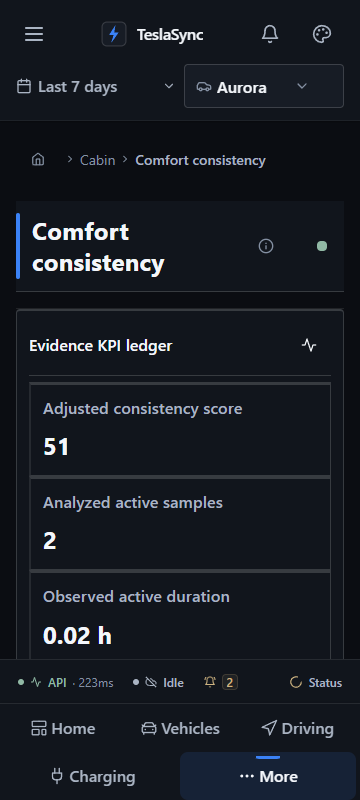 TeslaSync
Last 7 days
Aurora
Cabin
Comfort consistency
Comfort
consistency
Evidence KPI ledger
Adjusted consistency score
51
Analyzed active samples
2
Observed active duration
0.02 h
API · 223ms
Idle
2
Status
Home
Vehicles
Driving
Charging
More